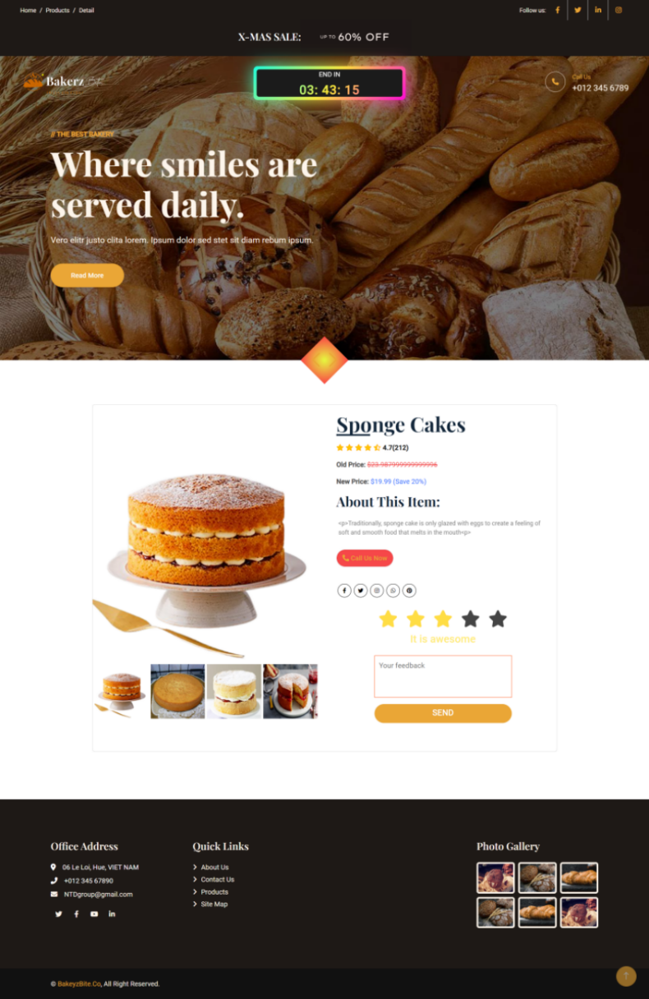 Home / Products / Detail
Follow us:
X-MAS SALE: UP TO 60% OFF
Bakerz
END IN
03: 43: 15
Call Us
+012 345 6789
// THE BEST BAKERY
Where smiles are
served daily.
Vero elitr justo clita lorem. Ipsum dolor sed stet sit diam rebum ipsum.
Read More
Sponge Cakes
4.7(212)
Old Price: $23.987999999999996
New Price: $19.99 (Save 20%)
About This Item:
<p>Traditionally, sponge cake is only glazed with eggs to create a feeling of
soft and smooth food that melts in the mouth<p>
Call Us Now
It is awesome
Your feedback
SEND
Office Address
06 Le Loi, Hue, VIET NAM
+012 345 67890
NTDgroup@gmail.com
Quick Links
About Us
Contact Us
Products
Site Map
Photo Gallery
© BakeyzBite.Co, All Right Reserved.